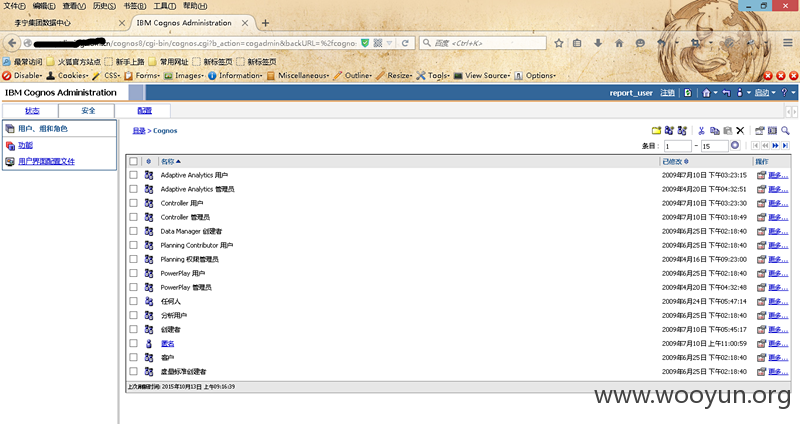 文件(F) 编辑(E) 查看(V) 历史(S) 书签(B) 工具(T) 帮助(H)
李宁集团数据中心 × IBM Cognos Administration × +
cn/cognos8/cgi-bin/cognos.cgi?b_action=cogadmin&backURL=%2fcogno 百度 <Ctrl+K>
最常访问 火狐官方站点 新手上路 常用网址 新标签页 新标签页
Disable Cookies CSS Forms Images Information Miscellaneous Outline Resize Tools View Source Options
IBM Cognos Administration report_user 注销 启动
状态 安全 配置
用户、组和角色
功能
用户界面配置文件
目录 > Cognos
条目: 1 - 15
名称 已修改 操作
Adaptive Analytics 用户 2009年7月10日 下午03:23:15 更多...
Adaptive Analytics 管理员 2009年4月20日 下午04:32:51 更多...
Controller 用户 2009年7月10日 下午03:23:30 更多...
Controller 管理员 2009年7月10日 下午03:18:49 更多...
Data Manager 创建者 2009年6月25日 下午02:18:40 更多...
Planning Contributor 用户 2009年6月25日 下午02:18:40 更多...
Planning 权限管理员 2009年4月16日 下午09:23:00 更多...
PowerPlay 用户 2009年6月25日 下午02:18:40 更多...
PowerPlay 管理员 2009年4月20日 下午04:32:48 更多...
任何人 2009年6月24日 下午05:47:14 更多...
分析用户 2009年6月25日 下午02:18:40 更多...
创建者 2009年7月10日 下午05:45:17 更多...
匿名 2009年7月10日 上午11:00:59 更多...
客户 2009年6月25日 下午02:18:40 更多...
度量标准创建者 2009年6月25日 下午02:18:40 更多...
上次刷新时间: 2015年10月13日 上午09:16:39
www.wooyun.org